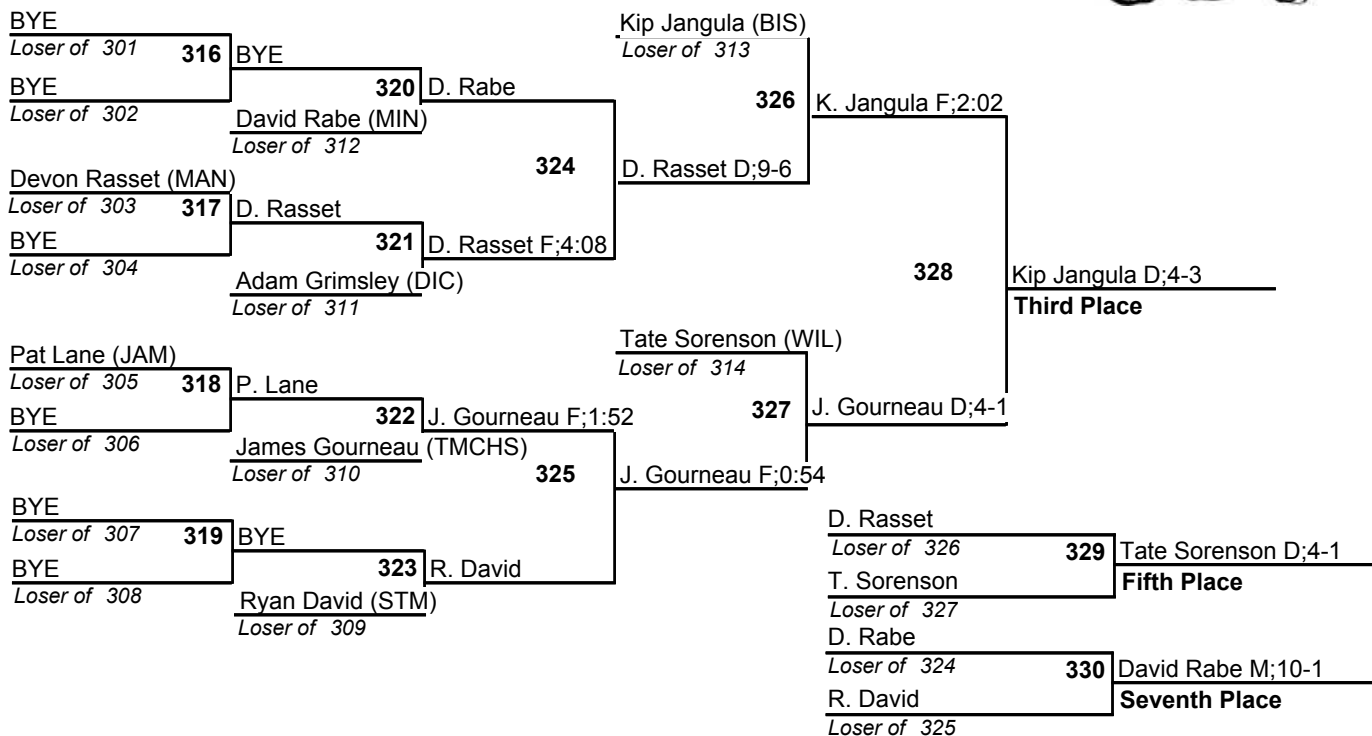 BYE
Loser of 301
316
BYE
BYE
Loser of 302
320
D. Rabe
David Rabe (MIN)
Loser of 312
Devon Rasset (MAN)
Loser of 303
317
D. Rasset
BYE
Loser of 304
321
D. Rasset F;4:08
Adam Grimsley (DIC)
Loser of 311
324
D. Rasset D;9-6
Kip Jangula (BIS)
Loser of 313
326
K. Jangula F;2:02
Pat Lane (JAM)
Loser of 305
318
P. Lane
BYE
Loser of 306
322
J. Gourneau F;1:52
James Gourneau (TMCHS)
Loser of 310
BYE
Loser of 307
319
BYE
BYE
Loser of 308
323
R. David
Ryan David (STM)
Loser of 309
325
J. Gourneau F;0:54
Tate Sorenson (WIL)
Loser of 314
327
J. Gourneau D;4-1
328
Kip Jangula D;4-3
Third Place
D. Rasset
Loser of 326
329
Tate Sorenson D;4-1
Fifth Place
T. Sorenson
Loser of 327
D. Rabe
Loser of 324
330
David Rabe M;10-1
Seventh Place
R. David
Loser of 325